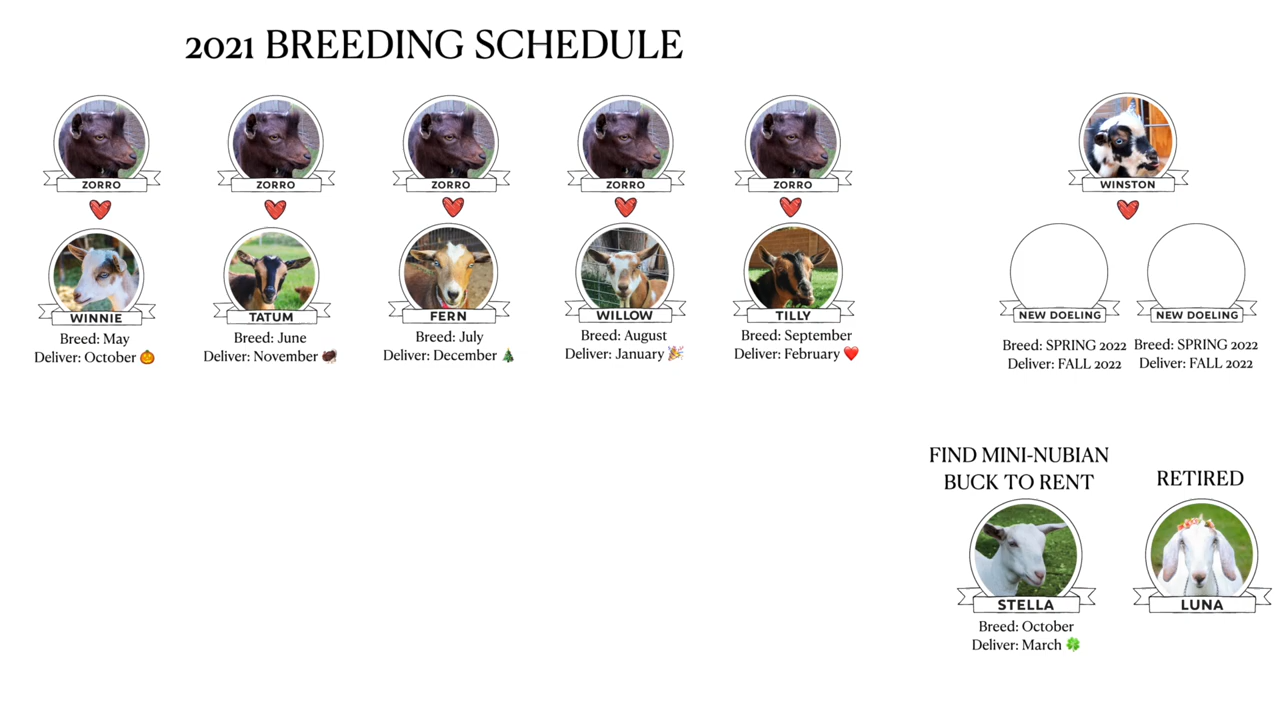 2021 BREEDING SCHEDULE
ZORRO
WINNIE
Breed: May
Deliver: October 🎃
ZORRO
TATUM
Breed: June
Deliver: November 🦃
ZORRO
FERN
Breed: July
Deliver: December 🎄
ZORRO
WILLOW
Breed: August
Deliver: January 🎉
ZORRO
TILLY
Breed: September
Deliver: February ❤️
WINSTON
NEW DOELING
Breed: SPRING 2022
Deliver: FALL 2022
NEW DOELING
Breed: SPRING 2022
Deliver: FALL 2022
FIND MINI-NUBIAN
BUCK TO RENT
STELLA
Breed: October
Deliver: March 🍀
RETIRED
LUNA